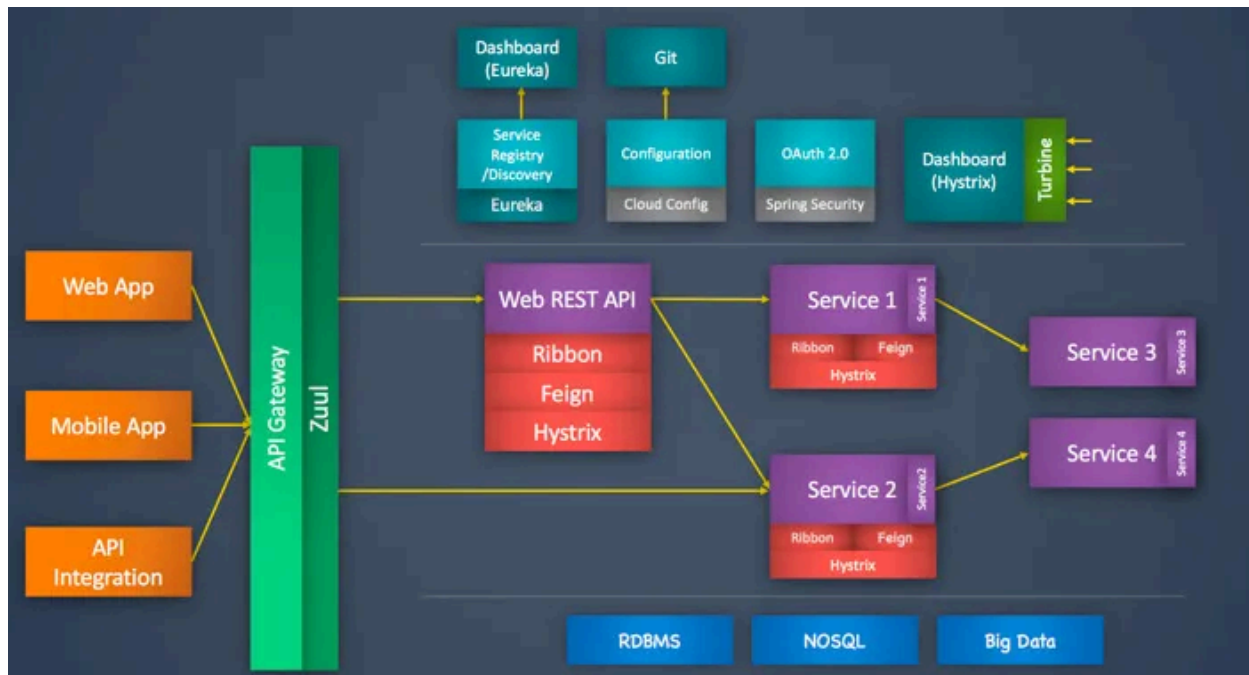 Dashboard
(Eureka)
Git
Service
Registry
/Discovery
Eureka
Configuration
Cloud Config
OAuth 2.0
Spring Security
Dashboard
(Hystrix)
Turbine
Web App
Mobile App
API
Integration
API Gateway
Zuul
Web REST API
Ribbon
Feign
Hystrix
Service 1
Service 1
Ribbon
Feign
Hystrix
Service 2
Service2
Ribbon
Feign
Hystrix
Service 3
Service 3
Service 4
Service 4
RDBMS
NOSQL
Big Data